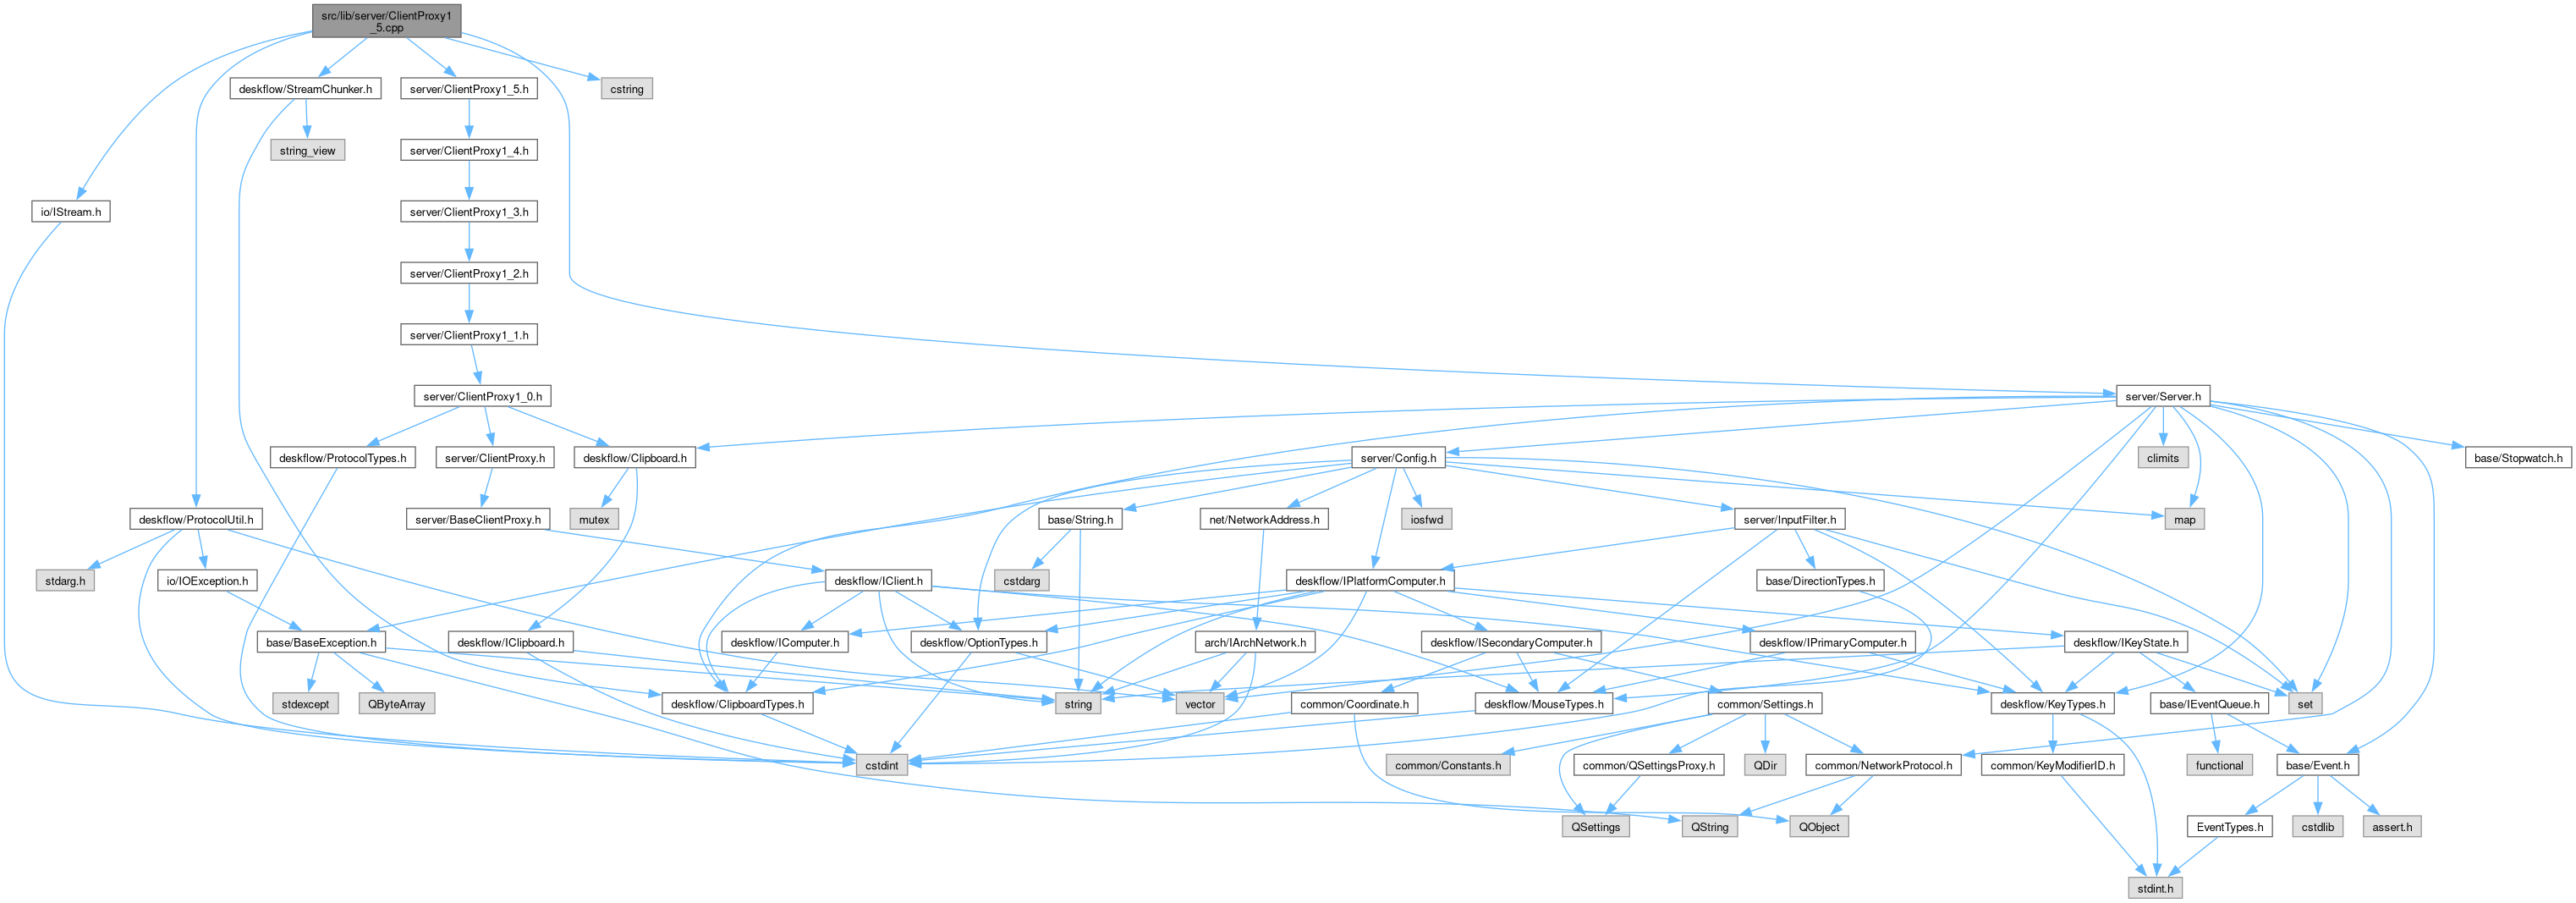 src/lib/server/ClientProxy1
_5.cpp
deskflow/StreamChunker.h
server/ClientProxy1_5.h
cstring
string_view
server/ClientProxy1_4.h
io/IStream.h
server/ClientProxy1_3.h
server/ClientProxy1_2.h
server/ClientProxy1_1.h
server/ClientProxy1_0.h
server/Server.h
deskflow/ProtocolTypes.h
server/ClientProxy.h
deskflow/Clipboard.h
server/Config.h
climits
base/Stopwatch.h
deskflow/ProtocolUtil.h
server/BaseClientProxy.h
mutex
base/String.h
net/NetworkAddress.h
iosfwd
server/InputFilter.h
map
stdarg.h
io/IOException.h
deskflow/IClient.h
cstdarg
deskflow/IPlatformComputer.h
base/DirectionTypes.h
base/BaseException.h
deskflow/IClipboard.h
deskflow/IComputer.h
deskflow/OptionTypes.h
arch/IArchNetwork.h
deskflow/ISecondaryComputer.h
deskflow/IPrimaryComputer.h
deskflow/IKeyState.h
stdexcept
QByteArray
deskflow/ClipboardTypes.h
string
vector
common/Coordinate.h
deskflow/MouseTypes.h
common/Settings.h
deskflow/KeyTypes.h
base/IEventQueue.h
set
cstdint
common/Constants.h
common/QSettingsProxy.h
QDir
common/NetworkProtocol.h
common/KeyModifierID.h
functional
base/Event.h
QSettings
QString
QObject
EventTypes.h
cstdlib
assert.h
stdint.h